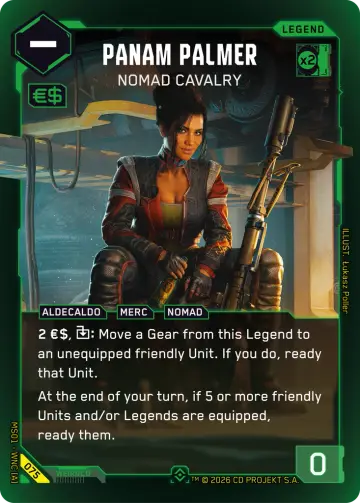 LEGEND
PANAM PALMER
x2
NOMAD CAVALRY
€$
ILLUST. Łukasz Poller
ALDECALDO MERC NOMAD
2 €$, : Move a Gear from this Legend to
an unequipped friendly Unit. If you do, ready
that Unit.
At the end of your turn, if 5 or more friendly
Units and/or Legends are equipped,
ready them.
075
0
™ © 2026 CD PROJEKT S.A.